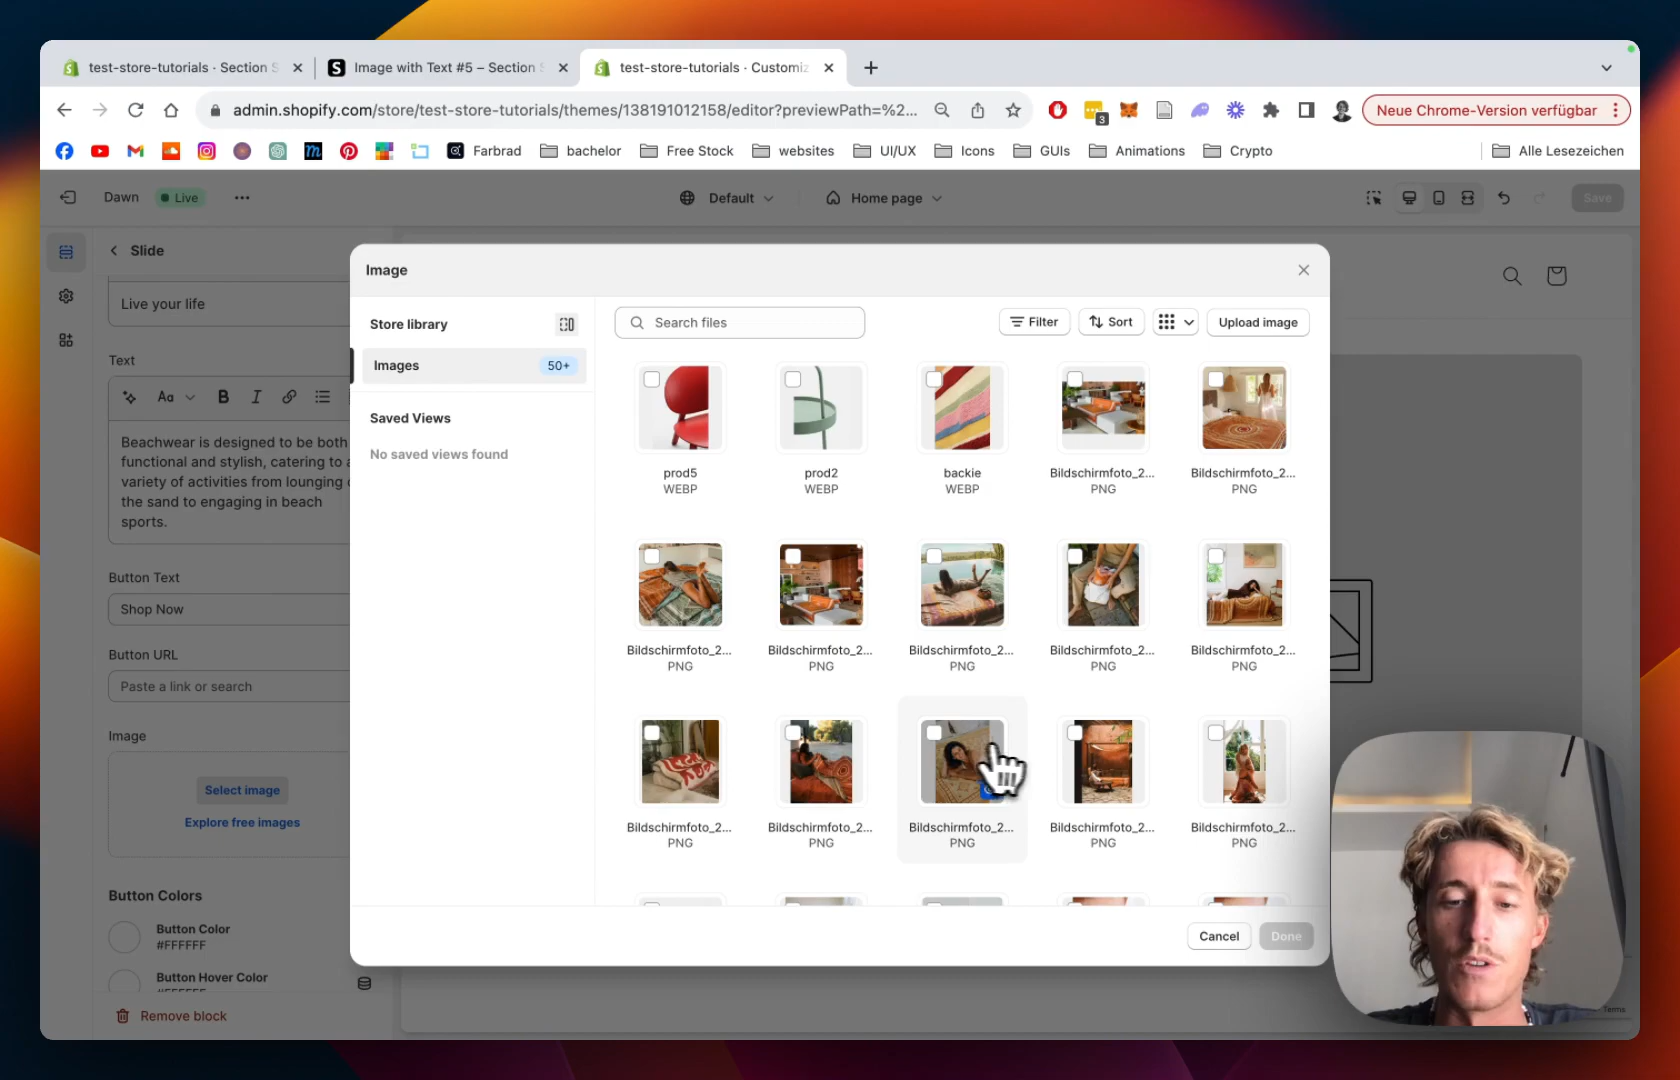 test-store-tutorials · Section S
Image with Text #5 – Section S
test-store-tutorials · Customiz
admin.shopify.com/store/test-store-tutorials/themes/138191012158/editor?previewPath=%2...
3
Neue Chrome-Version verfügbar
Farbrad
bachelor
Free Stock
websites
UI/UX
Icons
GUIs
Animations
Crypto
Alle Lesezeichen
Dawn
Live
Default
Home page
Save
Slide
Live your life
Text
Aa
B
I
Beachwear is designed to be both
functional and stylish, catering to a
variety of activities from lounging o
the sand to engaging in beach
sports.
Button Text
Shop Now
Button URL
Paste a link or search
Image
Select image
Explore free images
Button Colors
Button Color
#FFFFFF
Button Hover Color
#FFFFFF
Remove block
Image
Store library
Images
50+
Saved Views
No saved views found
Search files
Filter
Sort
Upload image
prod5
WEBP
prod2
WEBP
backie
WEBP
Bildschirmfoto_2...
PNG
Bildschirmfoto_2...
PNG
Bildschirmfoto_2...
PNG
Bildschirmfoto_2...
PNG
Bildschirmfoto_2...
PNG
Bildschirmfoto_2...
PNG
Bildschirmfoto_2...
PNG
Bildschirmfoto_2...
PNG
Bildschirmfoto_2...
PNG
Bildschirmfoto_2...
PNG
Bildschirmfoto_2...
PNG
Bildschirmfoto_2...
PNG
Cancel
Done
Terms